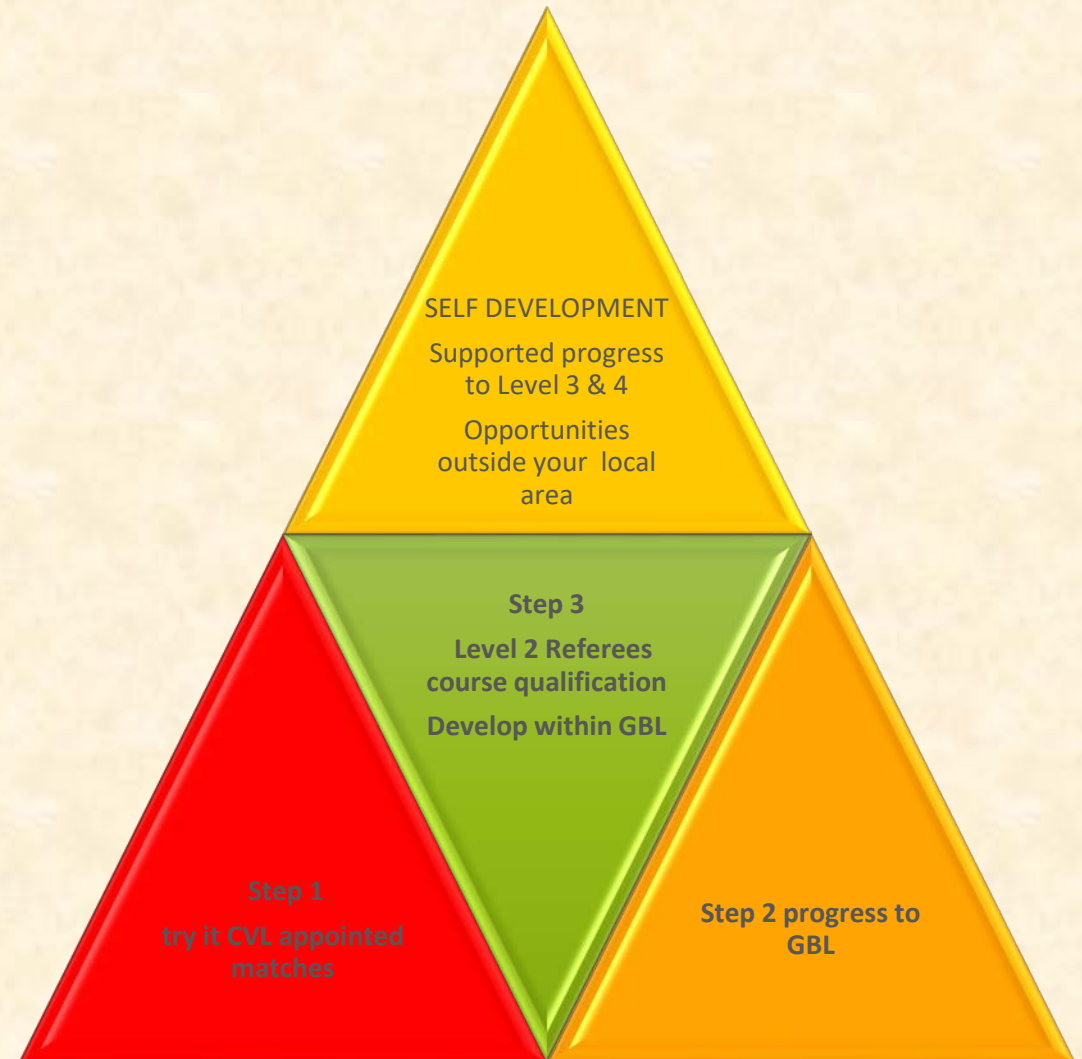 SELF DEVELOPMENT
Supported progress
to Level 3 & 4
Opportunities
outside your local
area
Step 3
Level 2 Referees
course qualification
Develop within GBL
Step 1
try it CVL appointed
matches
Step 2 progress to
GBL